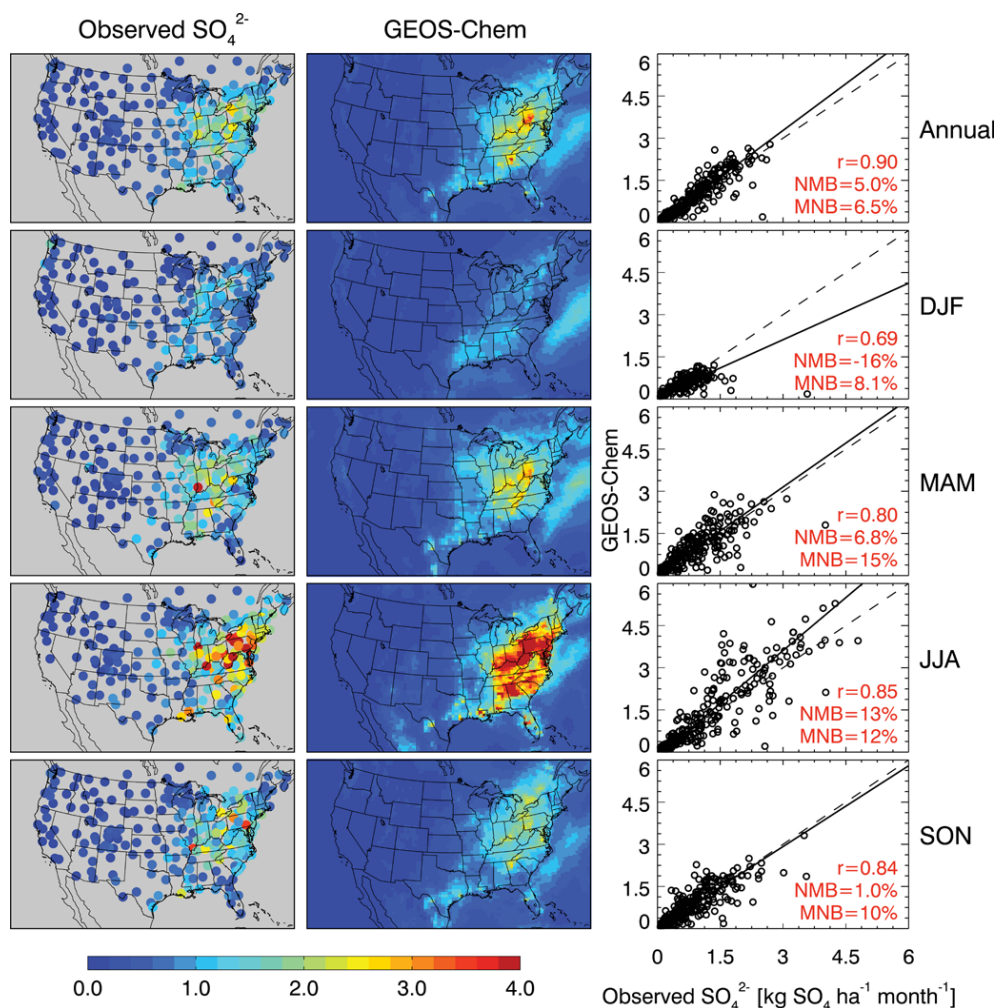 Observed SO₄²⁻ GEOS-Chem
6
4.5
3
1.5
0
Annual
r=0.90
NMB=5.0%
MNB=6.5%
6
4.5
3
1.5
0
DJF
r=0.69
NMB=-16%
MNB=8.1%
GEOS-Chem
6
4.5
3
1.5
0
MAM
r=0.80
NMB=6.8%
MNB=15%
6
4.5
3
1.5
0
JJA
r=0.85
NMB=13%
MNB=12%
6
4.5
3
1.5
0
SON
r=0.84
NMB=1.0%
MNB=10%
0 1.5 3 4.5 6
0.0 1.0 2.0 3.0 4.0
Observed SO₄²⁻ [kg SO₄ ha⁻¹ month⁻¹]